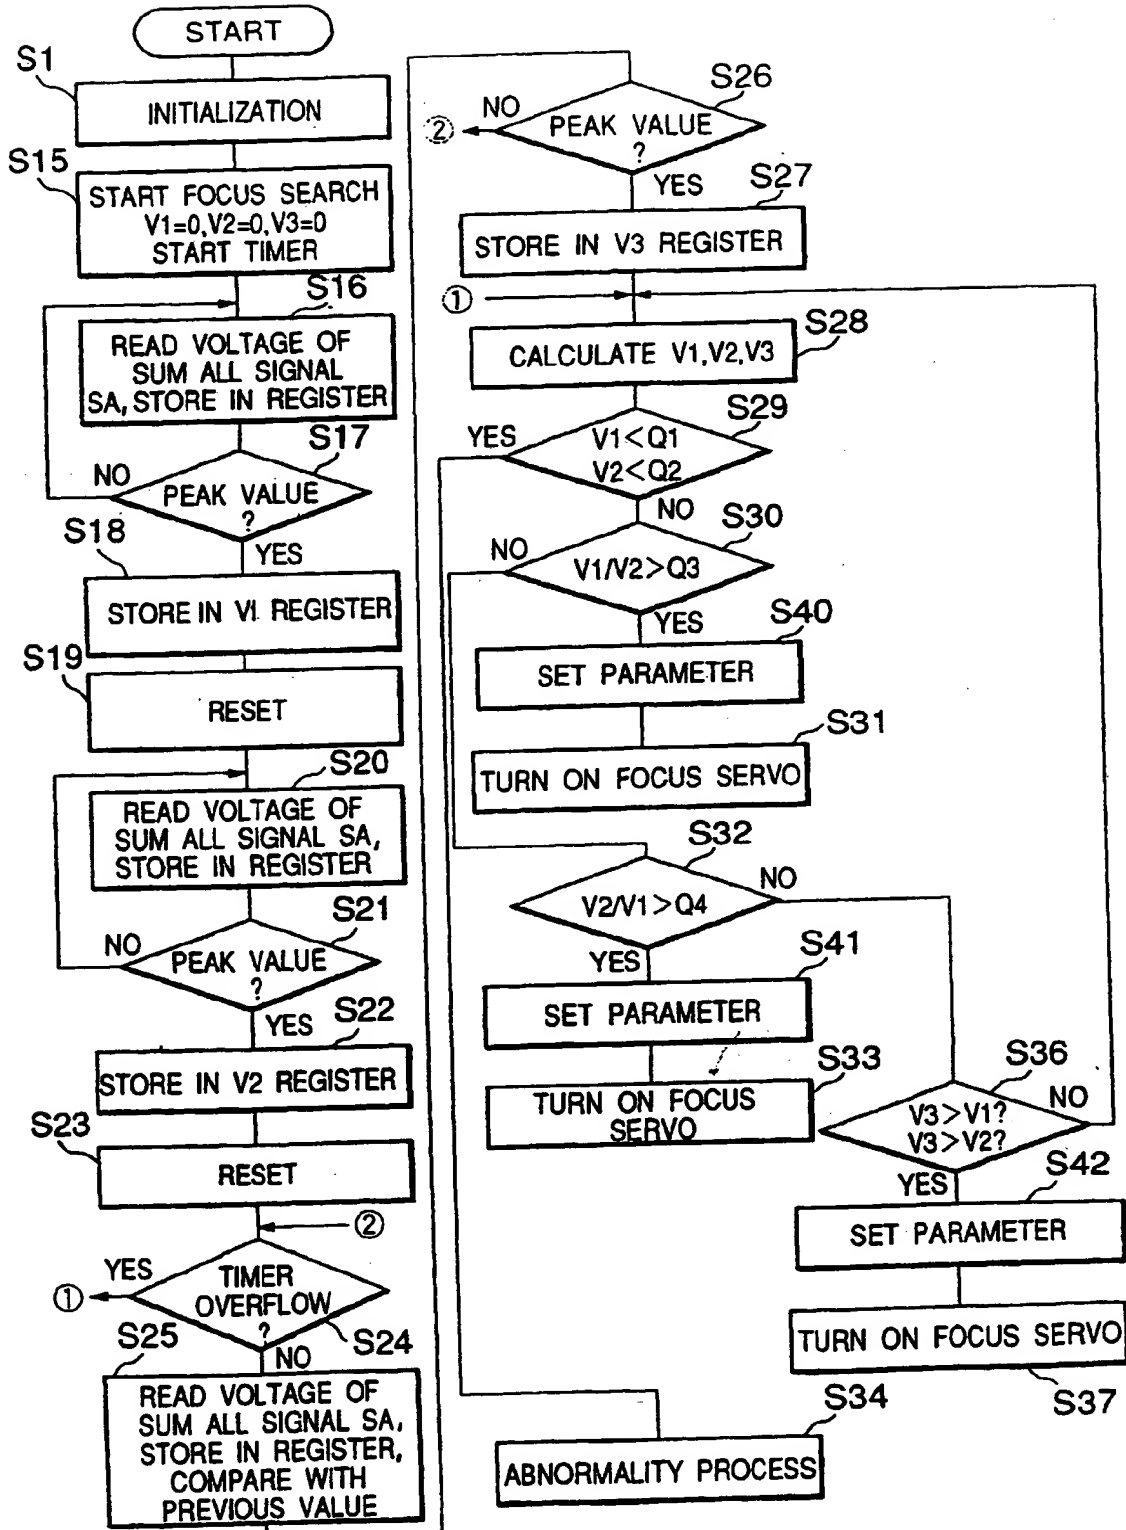 START
S1
INITIALIZATION
S15
START FOCUS SEARCH
V1=0,V2=0,V3=0
START TIMER
S16
READ VOLTAGE OF
SUM ALL SIGNAL
SA, STORE IN REGISTER
S17
NO
PEAK VALUE
?
S18
YES
STORE IN V1 REGISTER
S19
RESET
S20
READ VOLTAGE OF
SUM ALL SIGNAL SA,
STORE IN REGISTER
S21
NO
PEAK VALUE
?
YES
S22
STORE IN V2 REGISTER
S23
RESET
②
YES
①
TIMER
OVERFLOW
?
S24
NO
S25
READ VOLTAGE OF
SUM ALL SIGNAL SA,
STORE IN REGISTER,
COMPARE WITH
PREVIOUS VALUE
S26
NO
②
PEAK VALUE
?
YES
S27
STORE IN V3 REGISTER
①
S28
CALCULATE V1,V2,V3
S29
YES
V1<Q1
V2<Q2
NO
S30
NO
V1/V2>Q3
YES
S40
SET PARAMETER
S31
TURN ON FOCUS SERVO
S32
NO
V2/V1>Q4
YES
S41
SET PARAMETER
S33
TURN ON FOCUS
SERVO
S36
NO
V3>V1?
V3>V2?
YES
S42
SET PARAMETER
TURN ON FOCUS SERVO
S37
S34
ABNORMALITY PROCESS